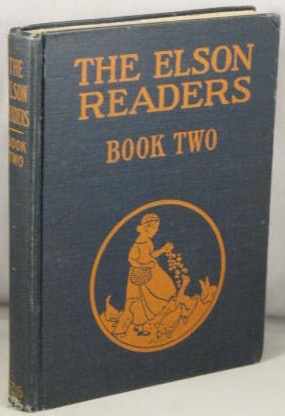 THE ELSON
READERS
BOOK TWO
THE
ELSON
READERS
BOOK
TWO